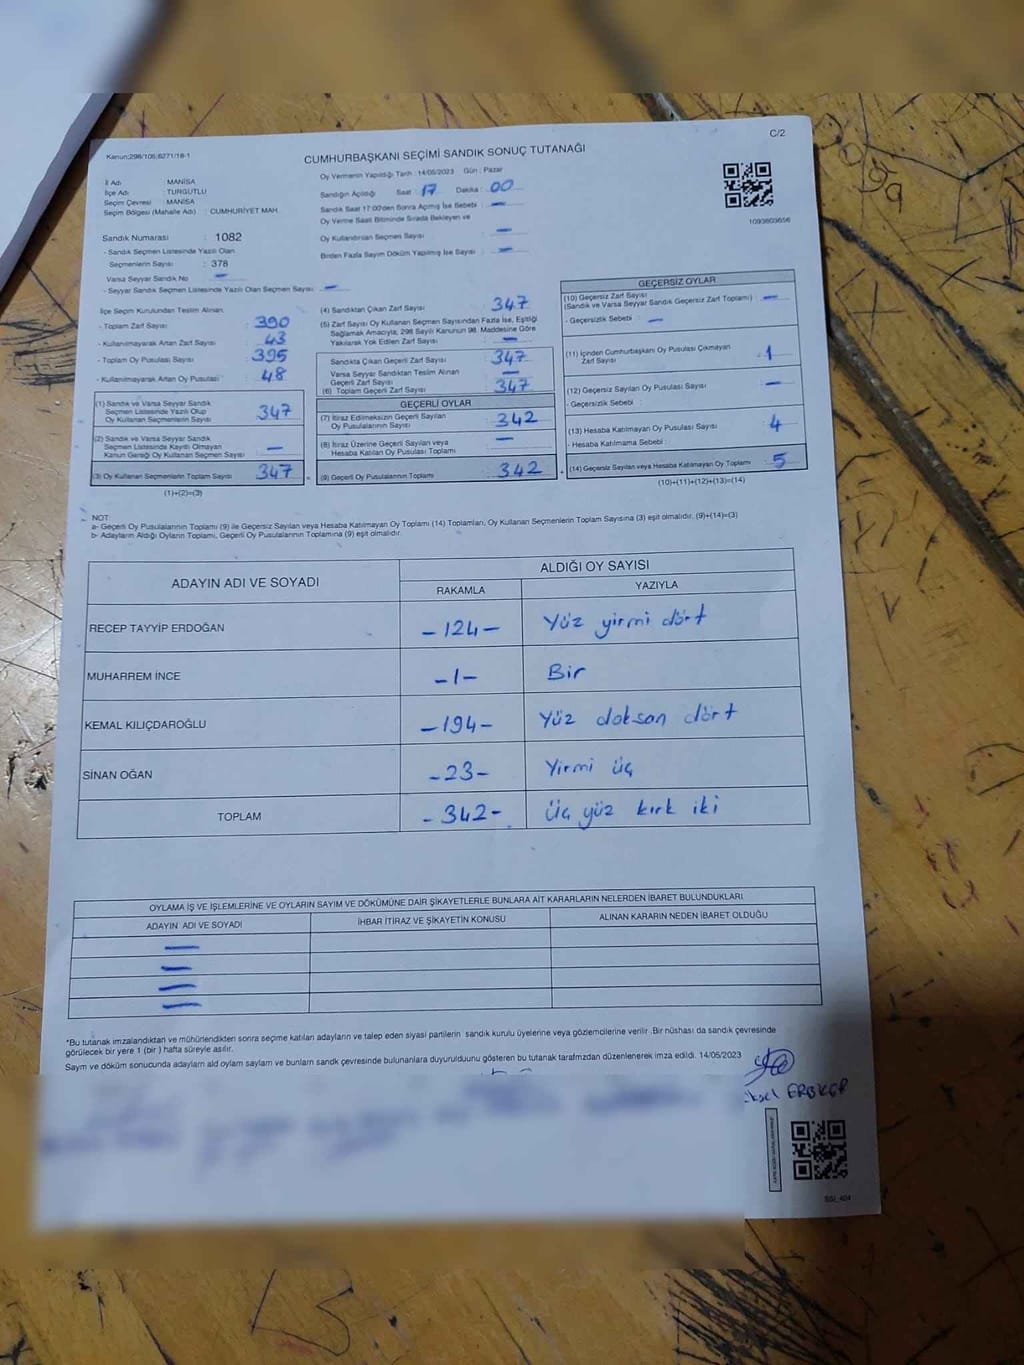 C/2
Kanun;298/105;6271/18-1
CUMHURBAŞKANI SEÇİMİ SANDIK SONUÇ TUTANAĞI
İl Adı : MANİSA
İlçe Adı : TURGUTLU
Seçim Çevresi : MANİSA
Seçim Bölgesi (Mahalle Adı) : CUMHURİYET MAH.
Sandık Numarası : 1082
- Sandık Seçmen Listesinde Yazılı Olan
Seçmenlerin Sayısı : 378
Varsa Seyyar Sandık No : —
- Seyyar Sandık Seçmen Listesinde Yazılı Olan Seçmen Sayısı : —
Oy Vermenin Yapıldığı Tarih : 14/05/2023 Gün : Pazar
Sandığın Açıldığı Saat : 17 Dakika : 00
Sandık Saat 17:00'den Sonra Açımış İse Sebebi : —
Oy Verme Saati Bitiminde Sırada Bekleyen ve
Oy Kullandırılan Seçmen Sayısı : —
Birden Fazla Sayım Döküm Yapılmış İse Sayısı : —
1093803656
İlçe Seçim Kurulundan Teslim Alınan
- Toplam Zarf Sayısı : 390
- Kullanılmayarak Artan Zarf Sayısı : 43
- Toplam Oy Pusulası Sayısı : 395
- Kullanılmayarak Artan Oy Pusulası : 48
(1) Sandık ve Varsa Seyyar Sandık
Seçmen Listesinde Yazılı Olup
Oy Kullanan Seçmenlerin Sayısı : 347
(2) Sandık ve Varsa Seyyar Sandık
Seçmen Listesinde Kayıtlı Olmayan
Kanun Gereği Oy Kullanan Seçmen Sayısı : —
(3) Oy Kullanan Seçmenlerin Toplam Sayısı : 347
(1)+(2)=(3)
(4) Sandıktan Çıkan Zarf Sayısı : 347
(5) Zarf Sayısı Oy Kullanan Seçmen Sayısından Fazla İse, Eşitliği
Sağlamak Amacıyla; 298 Sayılı Kanunun 98. Maddesine Göre
Yakılarak Yok Edilen Zarf Sayısı : —
Sandıkta Çıkan Geçerli Zarf Sayısı : 347
Varsa Seyyar Sandıktan Teslim Alınan
Geçerli Zarf Sayısı : —
(6) Toplam Geçerli Zarf Sayısı : 347
GEÇERLİ OYLAR
(7) İtiraz Edilmeksizin Geçerli Sayılan
Oy Pusulalarının Sayısı : 342
(8) İtiraz Üzerine Geçerli Sayılan veya
Hesaba Katılan Oy Pusulası Toplamı : —
(9) Geçerli Oy Pusulalarının Toplamı : 342
GEÇERSİZ OYLAR
(10) Geçersiz Zarf Sayısı
(Sandık ve Varsa Seyyar Sandık Geçersiz Zarf Toplamı) : —
- Geçersizlik Sebebi : —
(11) İçinden Cumhurbaşkanı Oy Pusulası Çıkmayan
Zarf Sayısı : 1
(12) Geçersiz Sayılan Oy Pusulası Sayısı : —
- Geçersizlik Sebebi :
(13) Hesaba Katılmayan Oy Pusulası Sayısı : 4
- Hesaba Katılmama Sebebi :
(14) Geçersiz Sayılan veya Hesaba Katılmayan Oy Toplamı : 5
(10)+(11)+(12)+(13)=(14)
NOT:
a- Geçerli Oy Pusulalarının Toplamı (9) ile Geçersiz Sayılan veya Hesaba Katılmayan Oy Toplamı (14) Toplamları, Oy Kullanan Seçmenlerin Toplam Sayısına (3) eşit olmalıdır. (9)+(14)=(3)
b- Adayların Aldığı Oyların Toplamı, Geçerli Oy Pusulalarının Toplamına (9) eşit olmalıdır.
ADAYIN ADI VE SOYADI ALDIĞI OY SAYISI
RAKAMLA YAZIYLA
RECEP TAYYİP ERDOĞAN -124- Yüz yirmi dört
MUHARREM İNCE -1- Bir
KEMAL KILIÇDAROĞLU -194- Yüz doksan dört
SİNAN OĞAN -23- Yirmi üç
TOPLAM -342- Üç yüz kırk iki
OYLAMA İŞ VE İŞLEMLERİNE VE OYLARIN SAYIM VE DÖKÜMÜNE DAİR ŞİKAYETLERLE BUNLARA AİT KARARLARIN NELERDEN İBARET BULUNDUKLARI
ADAYIN ADI VE SOYADI İHBAR İTİRAZ VE ŞİKAYETİN KONUSU ALINAN KARARIN NEDEN İBARET OLDUĞU
—
—
—
—
*Bu tutanak imzalandıktan ve mühürlendikten sonra seçime katılan adayların ve talep eden siyasi partilerin sandık kurulu üyelerine veya gözlemcilerine verilir .Bir nüshası da sandık çevresinde
görülecek bir yere 1 (bir ) hafta süreyle asılır.
Sayım ve döküm sonucunda adayların aldığı oyların sayıları ve bunların sandık çevresinde bulunanlara duyurulduğunu gösteren bu tutanak tarafımızdan düzenlenerek imza edildi. 14/05/2023